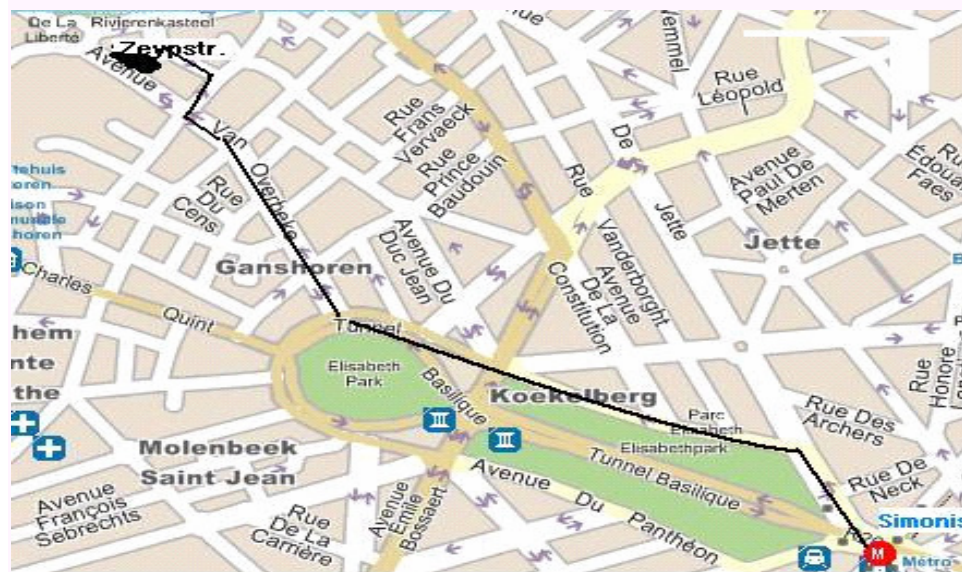 De La
Liberté
Rivierenkasteel
Zeypstr.
Avenue
Van
Overbeke
Rue
Frans
Vervaeck
Rue
Prince
Baudouin
Rue
Du
Cens
Avenue Du
Duc Jean
Ganshoren
Charles
Quint
Tunnel
Basilique
Elisabeth
Park
Koekelberg
Parc
Elisabeth
Elisabethpark
Tunnel Basilique
Molenbeek
Saint Jean
Avenue
François
Sebrechts
Rue
De La
Carrière
Avenue
Emile
Bossaert
Avenue
Du
Panthéon
Rue
Léopold
De
Jette
Rue
Vanderborght
Avenue
De La
Constitution
Avenue
Paul De
Merten
Édouard
Faes
Jette
Rue
Honoré
Rue Des
Archers
Rue De
Neck
Simonis
M
Métro